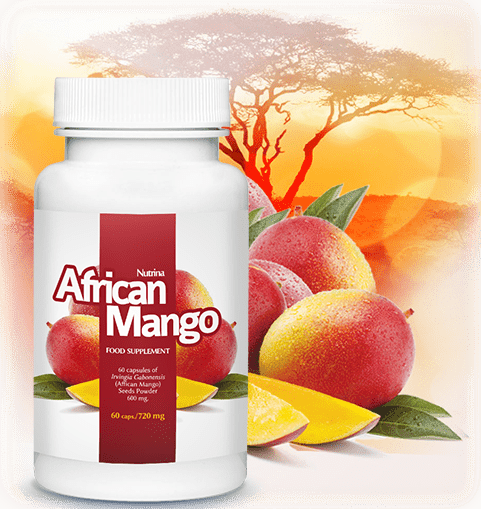 Nutrina
African
Mango
FOOD SUPPLEMENT
60 capsules of
Irvingia Gabonensis
(African Mango)
Seeds Powder
600 mg.
60 caps./720 mg